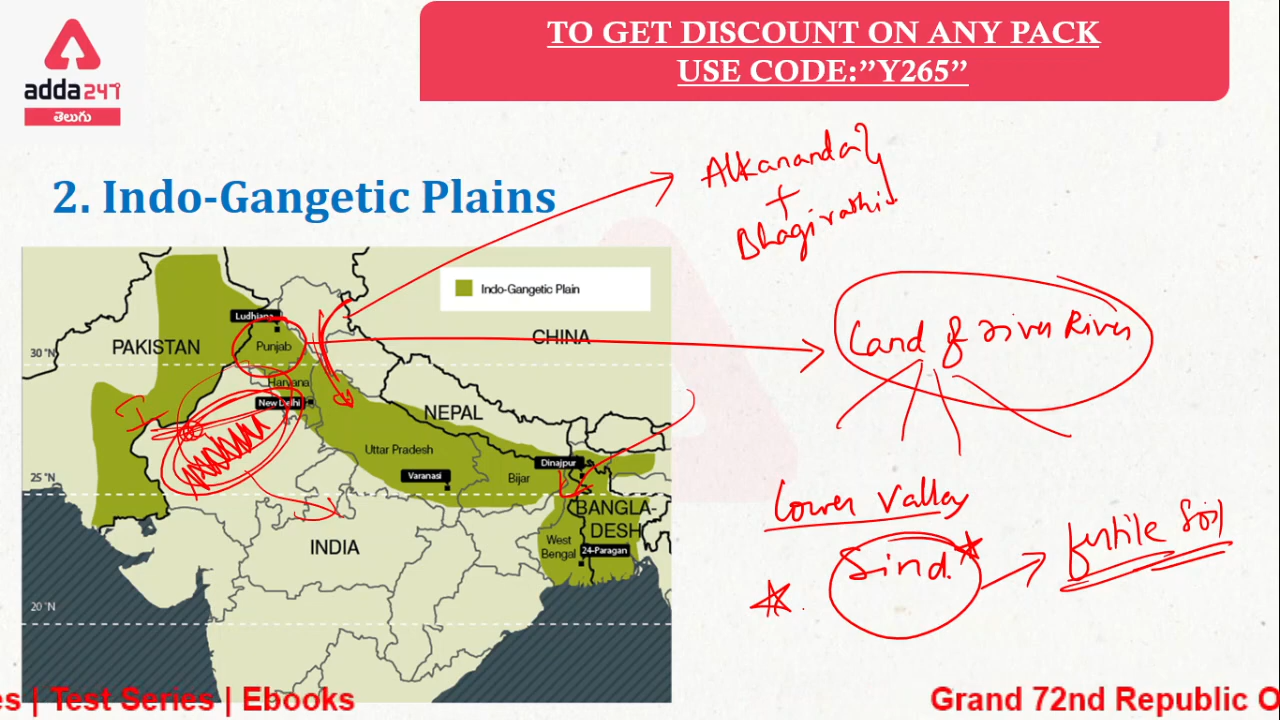 adda247
తెలుగు
TO GET DISCOUNT ON ANY PACK
USE CODE:”Y265”
2. Indo-Gangetic Plains
Alkananda
+
Bhagirathi
Indo-Gangetic Plain
Ludhiana
PAKISTAN
Punjab
30 °N
CHINA
Haryana
New Delhi
NEPAL
Uttar Pradesh
Dinajpur
25 °N
Varanasi
Bijar
BANGLA-
DESH
INDIA
West
Bengal
24-Paragan
20 °N
Land of River
Lower Valley
Sind.
fertile Soil
es | Test Series | Ebooks
Grand 72nd Republic O